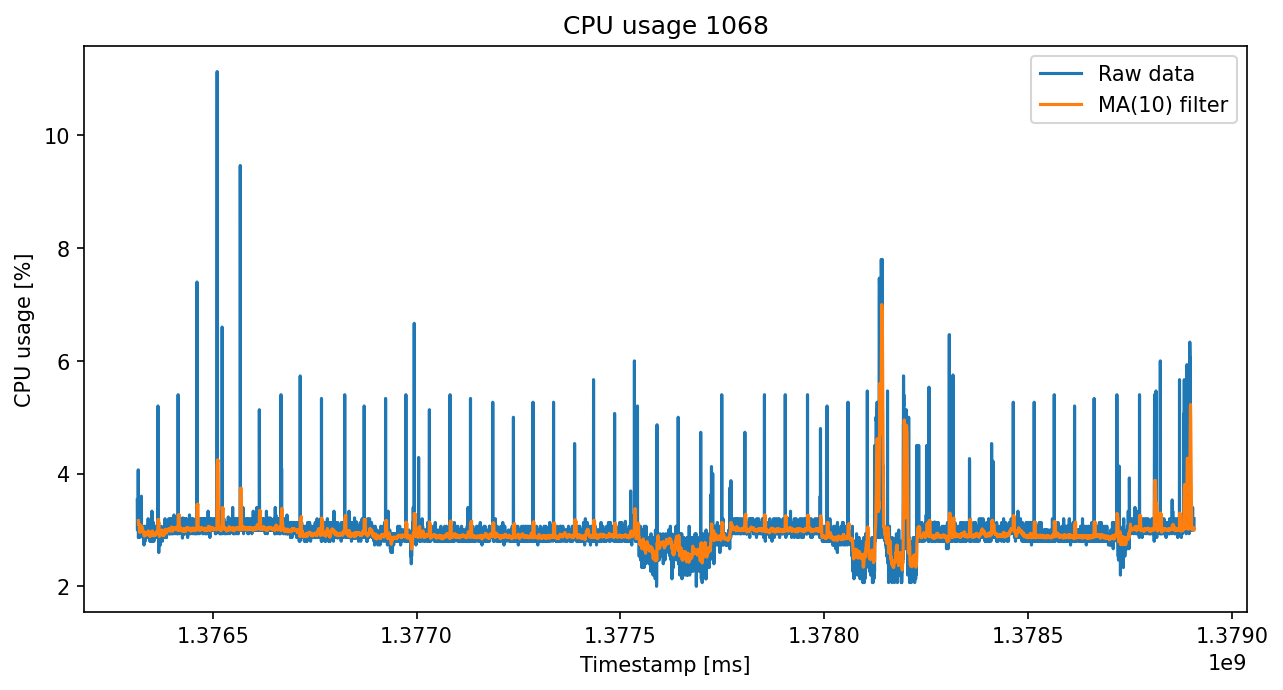 CPU usage 1068
Raw data
MA(10) filter
CPU usage [%]
10
8
6
4
2
1.3765 1.3770 1.3775 1.3780 1.3785 1.3790
1e9
Timestamp [ms]